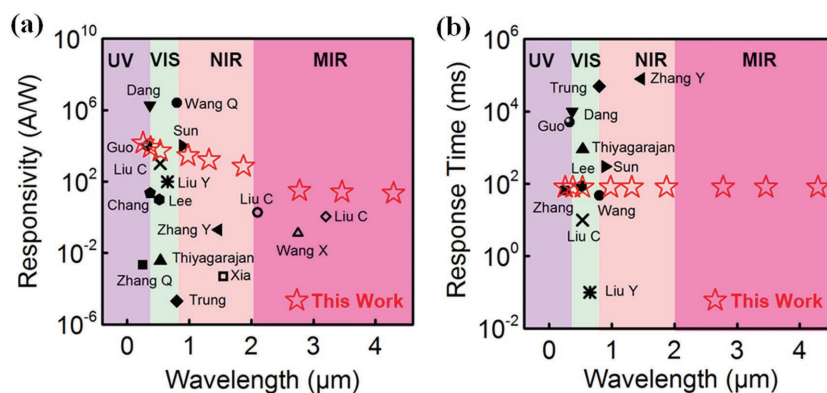 (a)
10^10
10^6
10^2
10^-2
10^-6
Responsivity (A/W)
UV VIS NIR MIR
Dang
Wang Q
Guo
Sun
Liu C
Liu Y
Chang
Lee
Liu C
Liu C
Zhang Y
Wang X
Zhang Q
Thiyagarajan
Xia
Trung
This Work
0 1 2 3 4
Wavelength (μm)
(b)
10^6
10^4
10^2
10^0
10^-2
Response Time (ms)
UV VIS NIR MIR
Trung
Zhang Y
Dang
Guo
Thiyagarajan
Lee
Sun
Zhang
Wang
Liu C
Liu Y
This Work
0 1 2 3 4
Wavelength (μm)